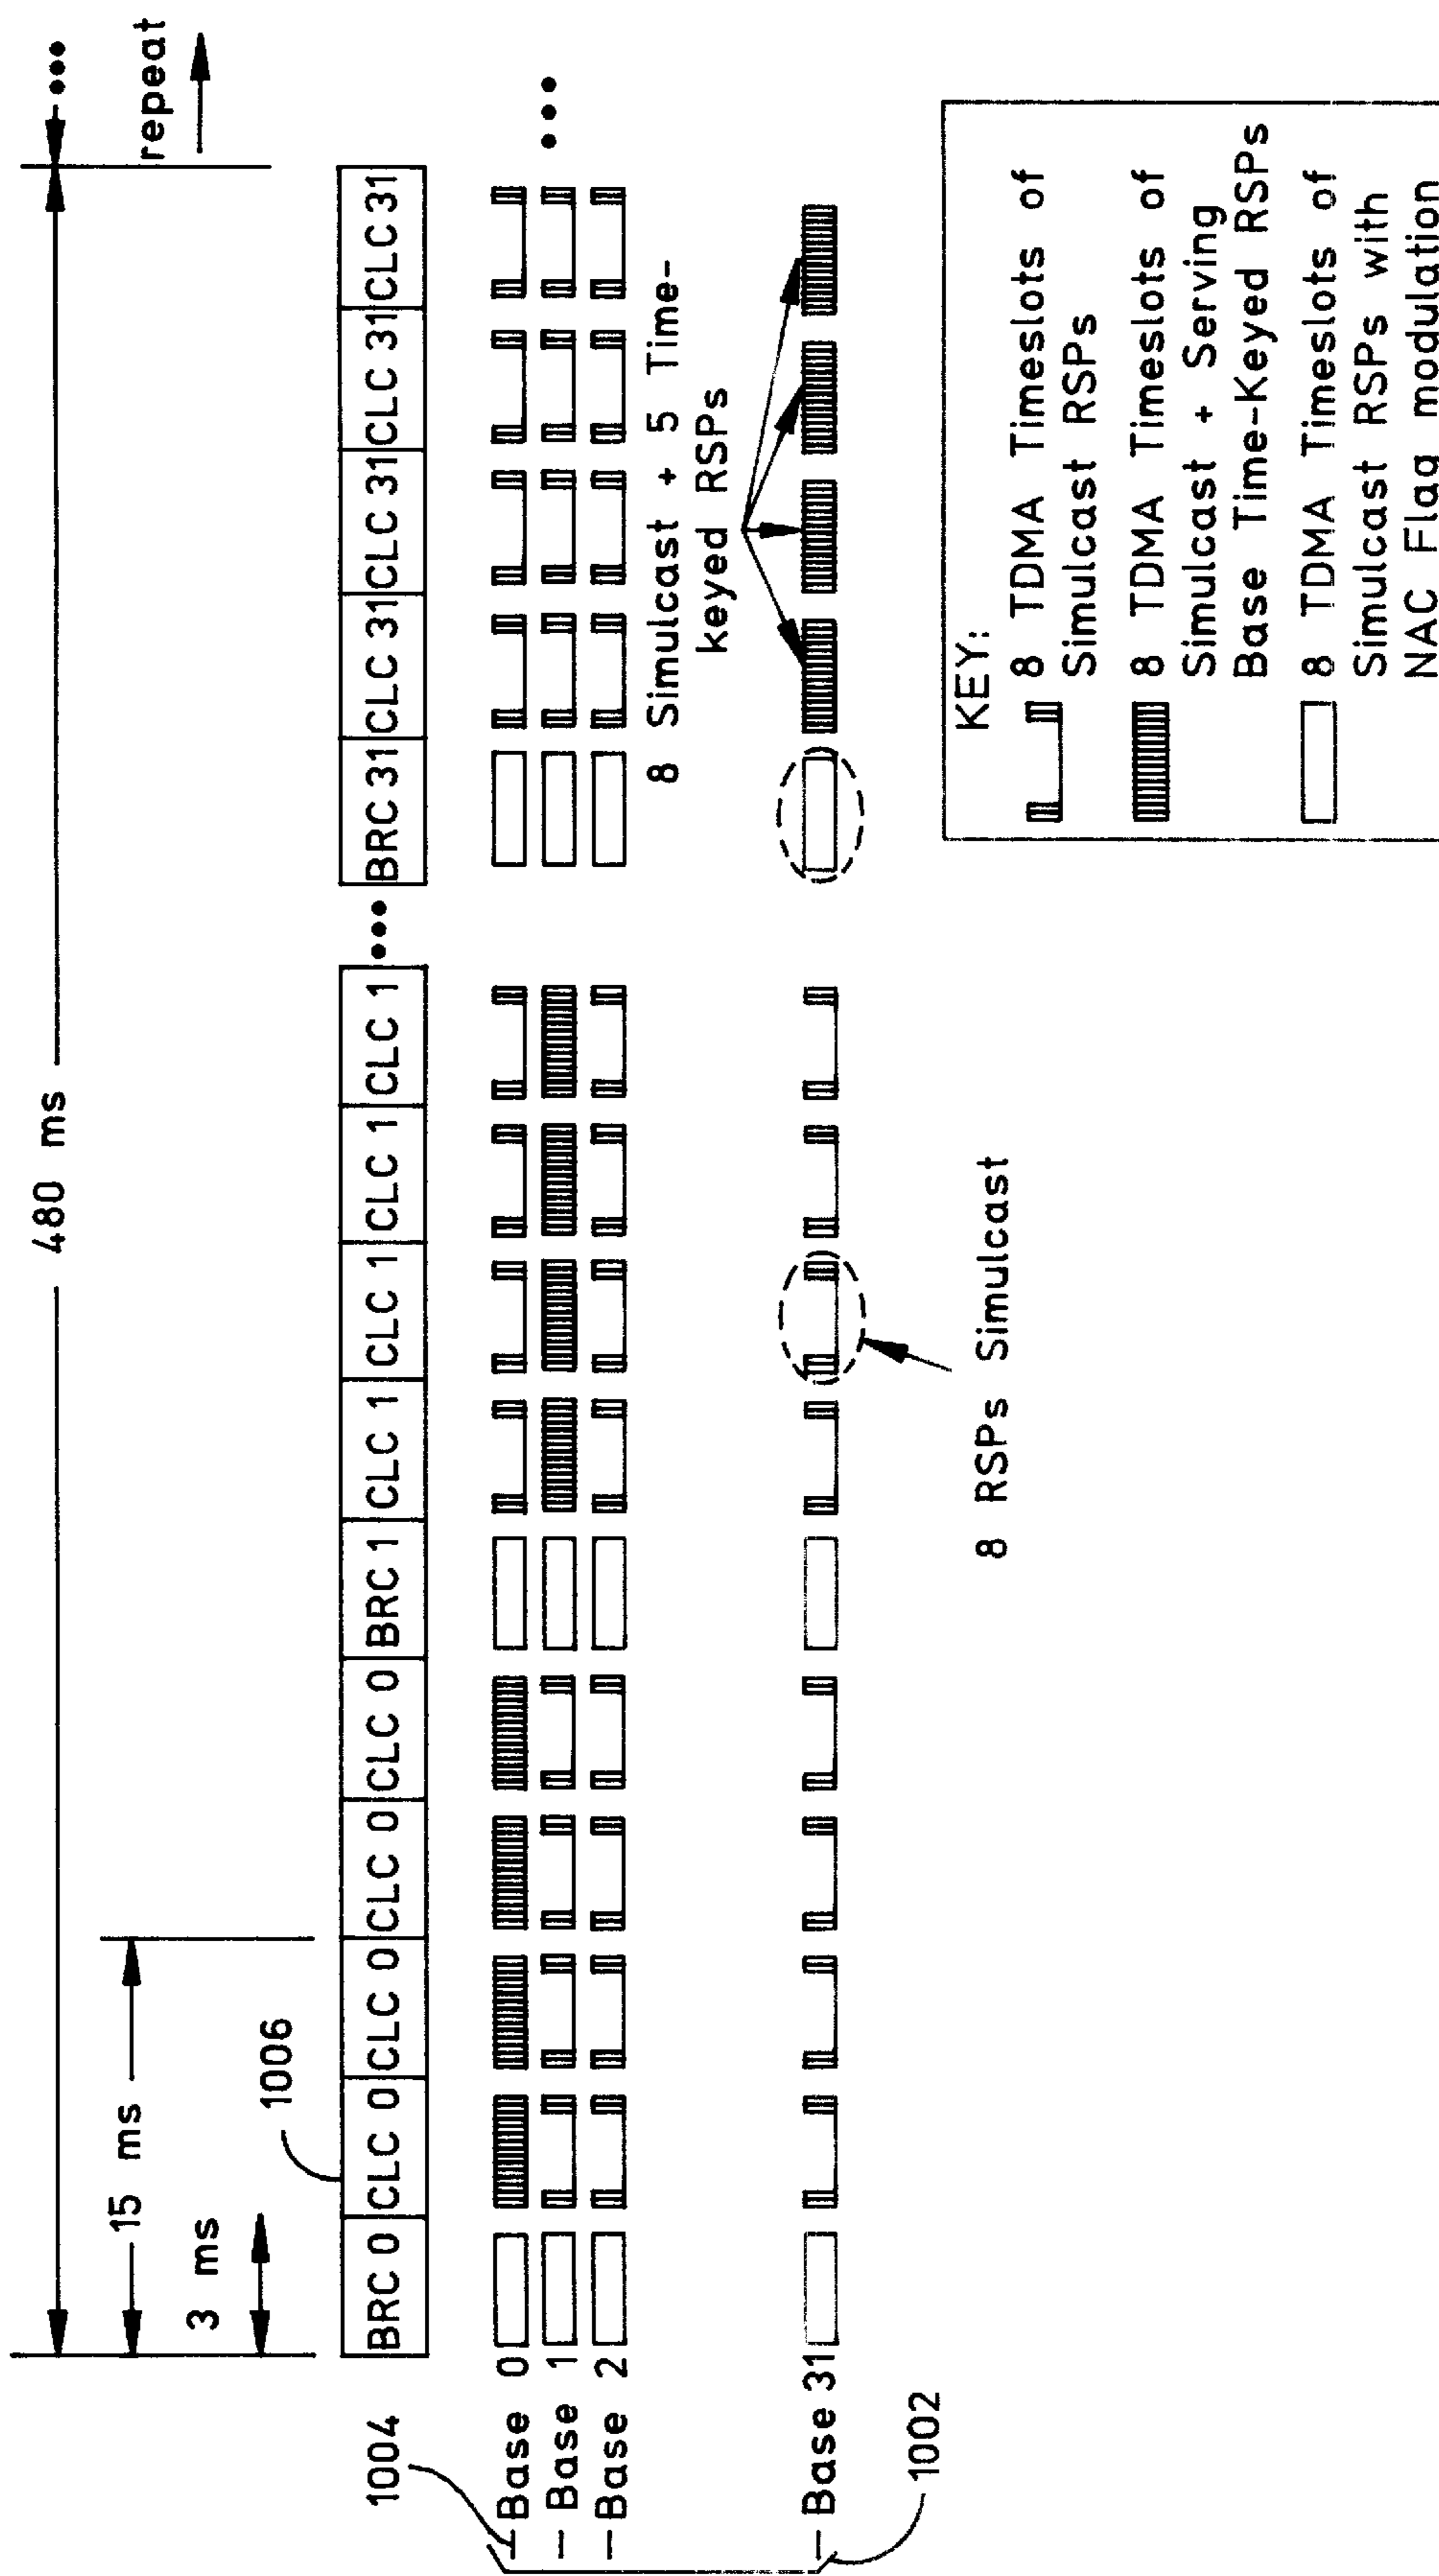 480 ms
•••
repeat
15 ms
3 ms
1006
BRC 0 CLC 0 CLC 0 CLC 0 CLC 0 BRC 1 CLC 1 CLC 1 CLC 1 CLC 1 ••• BRC 31 CLC 31 CLC 31 CLC 31 CLC 31
1004
Base 0
Base 1
•••
Base 2
8 Simulcast + 5 Time-
keyed RSPs
Base 31
1002
8 RSPs Simulcast
KEY:
8 TDMA Timeslots of
Simulcast RSPs
8 TDMA Timeslots of
Simulcast + Serving
Base Time-Keyed RSPs
8 TDMA Timeslots of
Simulcast RSPs with
NAC Flag modulation